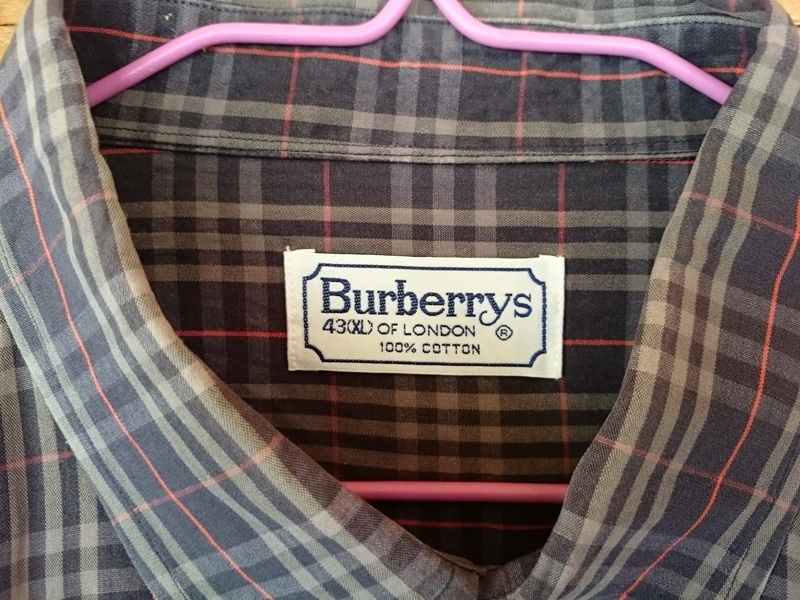 Burberrys
43(XL) OF LONDON ®
100% COTTON